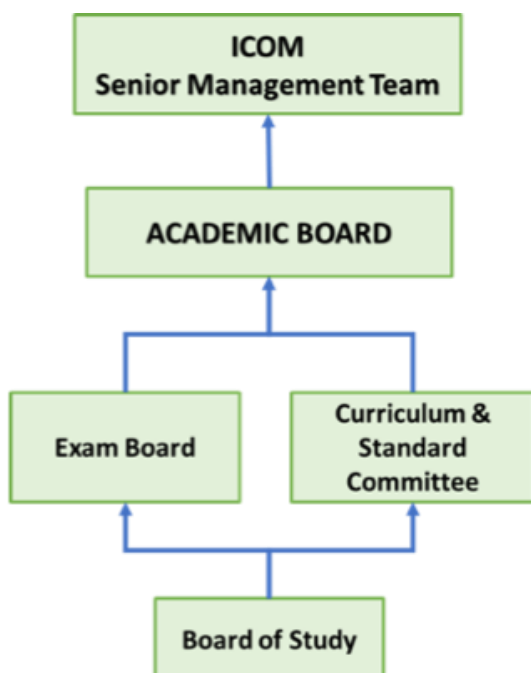 ICOM
Senior Management Team
ACADEMIC BOARD
Exam Board
Curriculum &
Standard
Committee
Board of Study